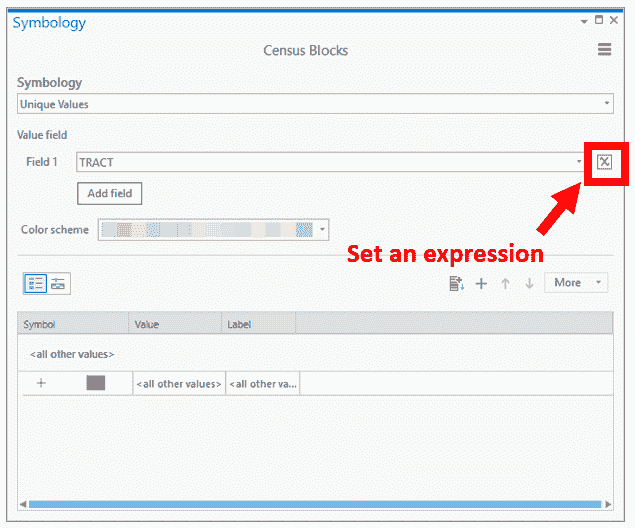 Symbology
Census Blocks
Symbology
Unique Values
Value field
Field 1 TRACT
Add field
Set an expression
Color scheme
More
Symbol Value Label
<all other values>
<all other values> <all other va...